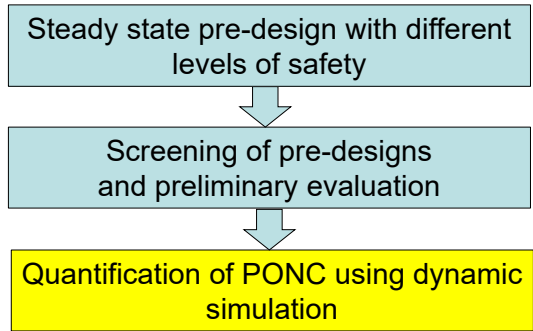 Steady state pre-design with different
levels of safety
Screening of pre-designs
and preliminary evaluation
Quantification of PONC using dynamic
simulation